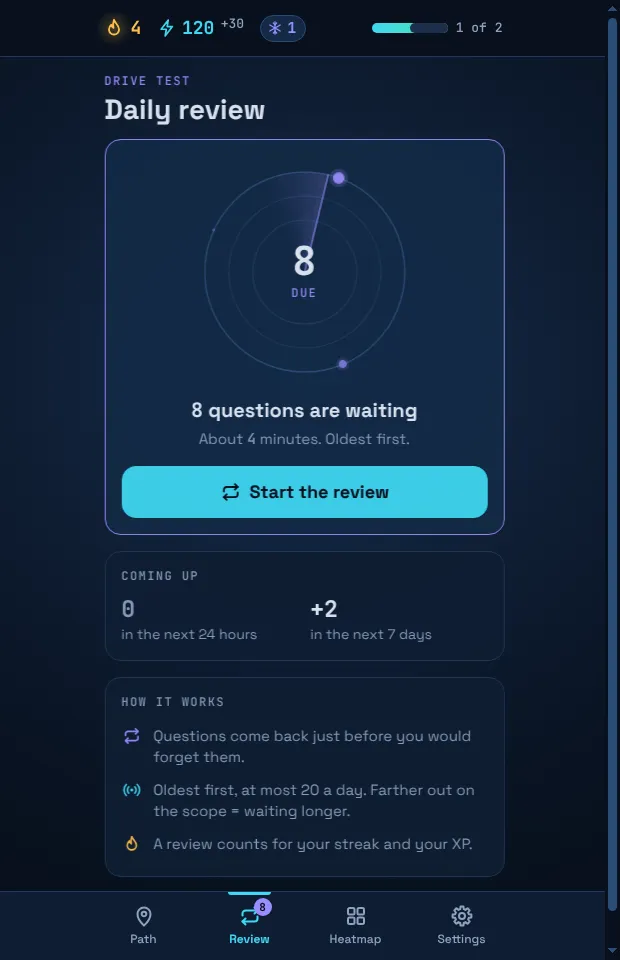 4 120 +30 1 1 of 2
DRIVE TEST
Daily review
8
DUE
8 questions are waiting
About 4 minutes. Oldest first.
Start the review
COMING UP
0 +2
in the next 24 hours in the next 7 days
HOW IT WORKS
Questions come back just before you would
forget them.
Oldest first, at most 20 a day. Farther out on
the scope = waiting longer.
A review counts for your streak and your XP.
8
Path Review Heatmap Settings